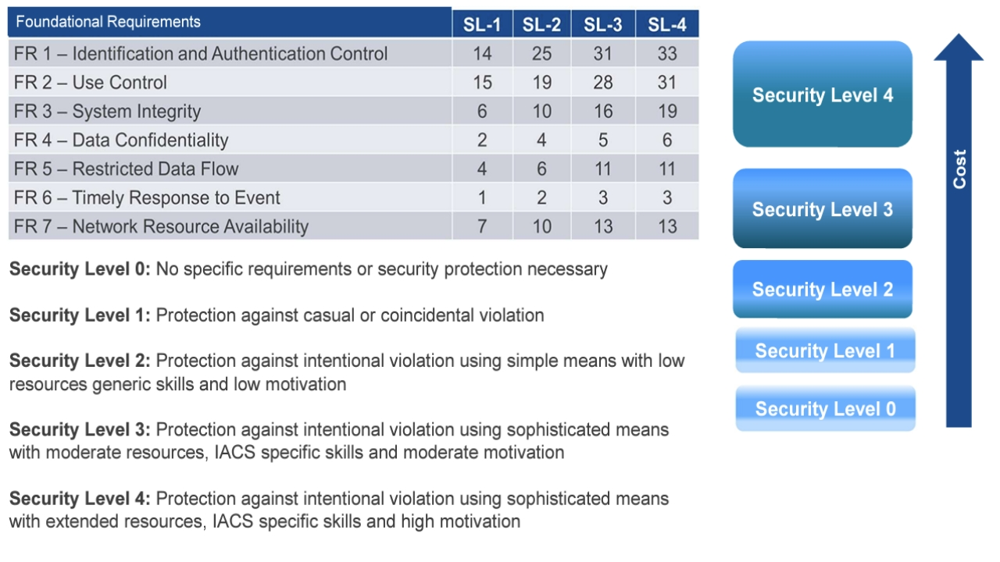 Foundational Requirements SL-1 SL-2 SL-3 SL-4
FR 1 – Identification and Authentication Control 14 25 31 33
FR 2 – Use Control 15 19 28 31
FR 3 – System Integrity 6 10 16 19
FR 4 – Data Confidentiality 2 4 5 6
FR 5 – Restricted Data Flow 4 6 11 11
FR 6 – Timely Response to Event 1 2 3 3
FR 7 – Network Resource Availability 7 10 13 13
Security Level 0: No specific requirements or security protection necessary
Security Level 1: Protection against casual or coincidental violation
Security Level 2: Protection against intentional violation using simple means with low
resources generic skills and low motivation
Security Level 3: Protection against intentional violation using sophisticated means
with moderate resources, IACS specific skills and moderate motivation
Security Level 4: Protection against intentional violation using sophisticated means
with extended resources, IACS specific skills and high motivation
Security Level 4
Security Level 3
Security Level 2
Security Level 1
Security Level 0
Cost